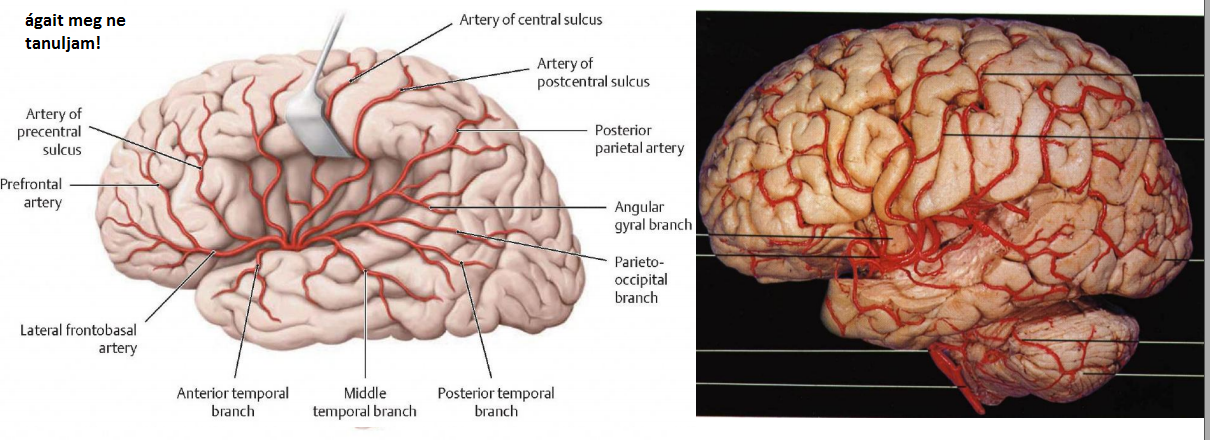 ágait meg ne
tanuljam!
Artery of central sulcus
Artery of
postcentral sulcus
Artery of
precentral
sulcus
Posterior
parietal artery
Prefrontal
artery
Angular
gyral branch
Parieto-
occipital
branch
Lateral frontobasal
artery
Anterior temporal
branch
Middle
temporal branch
Posterior temporal
branch